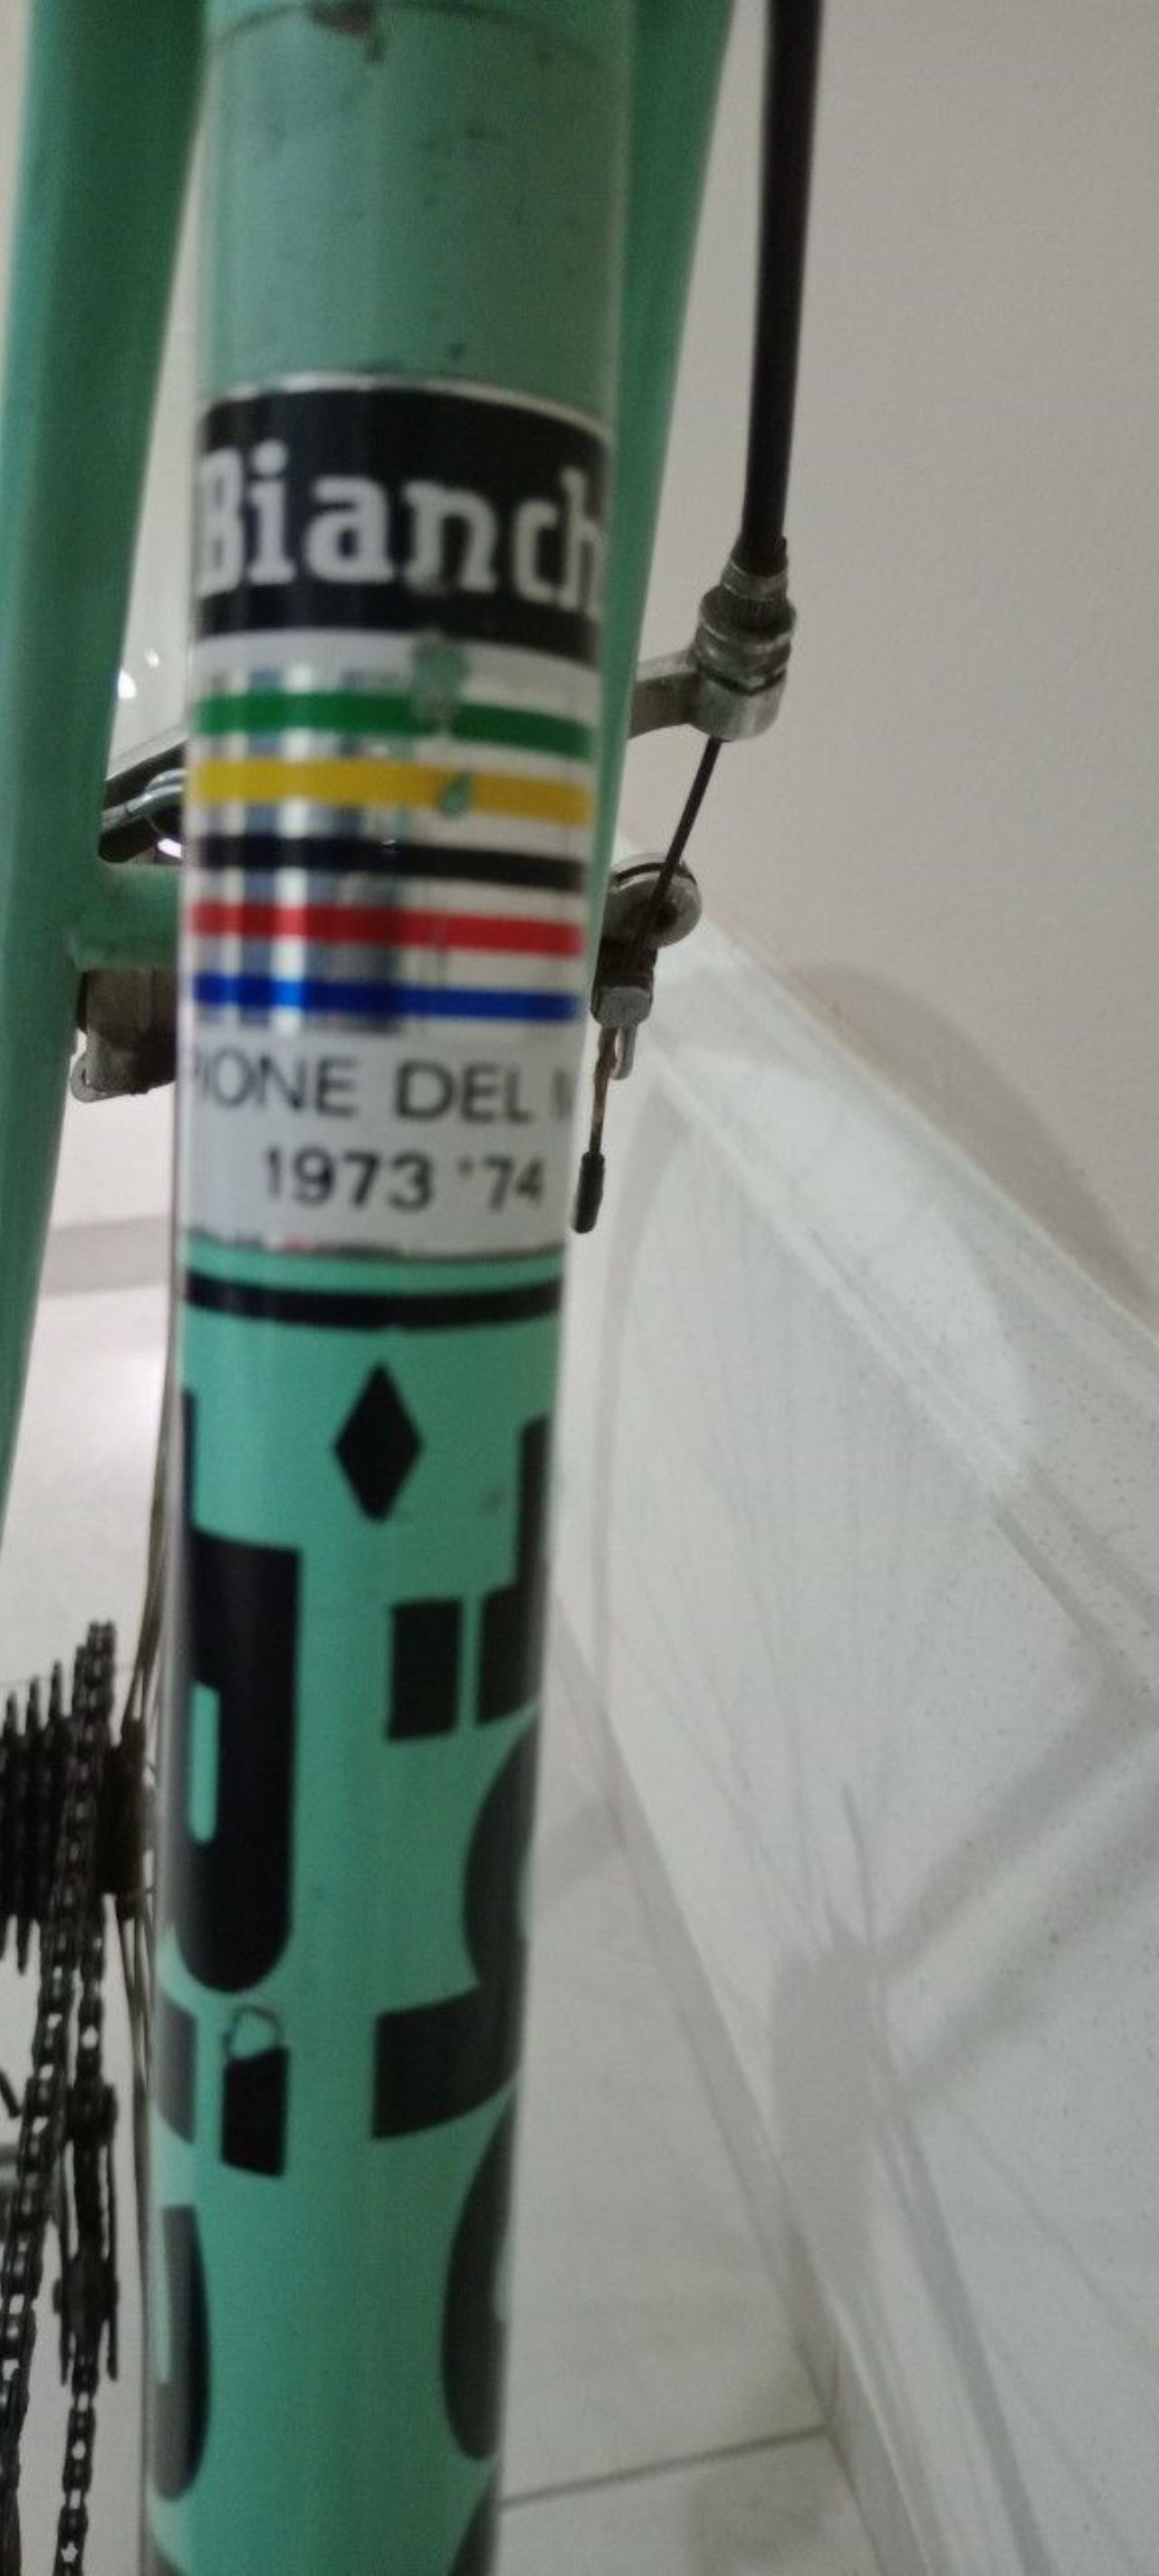 Bianch
PIONE DEL M
1973 '74